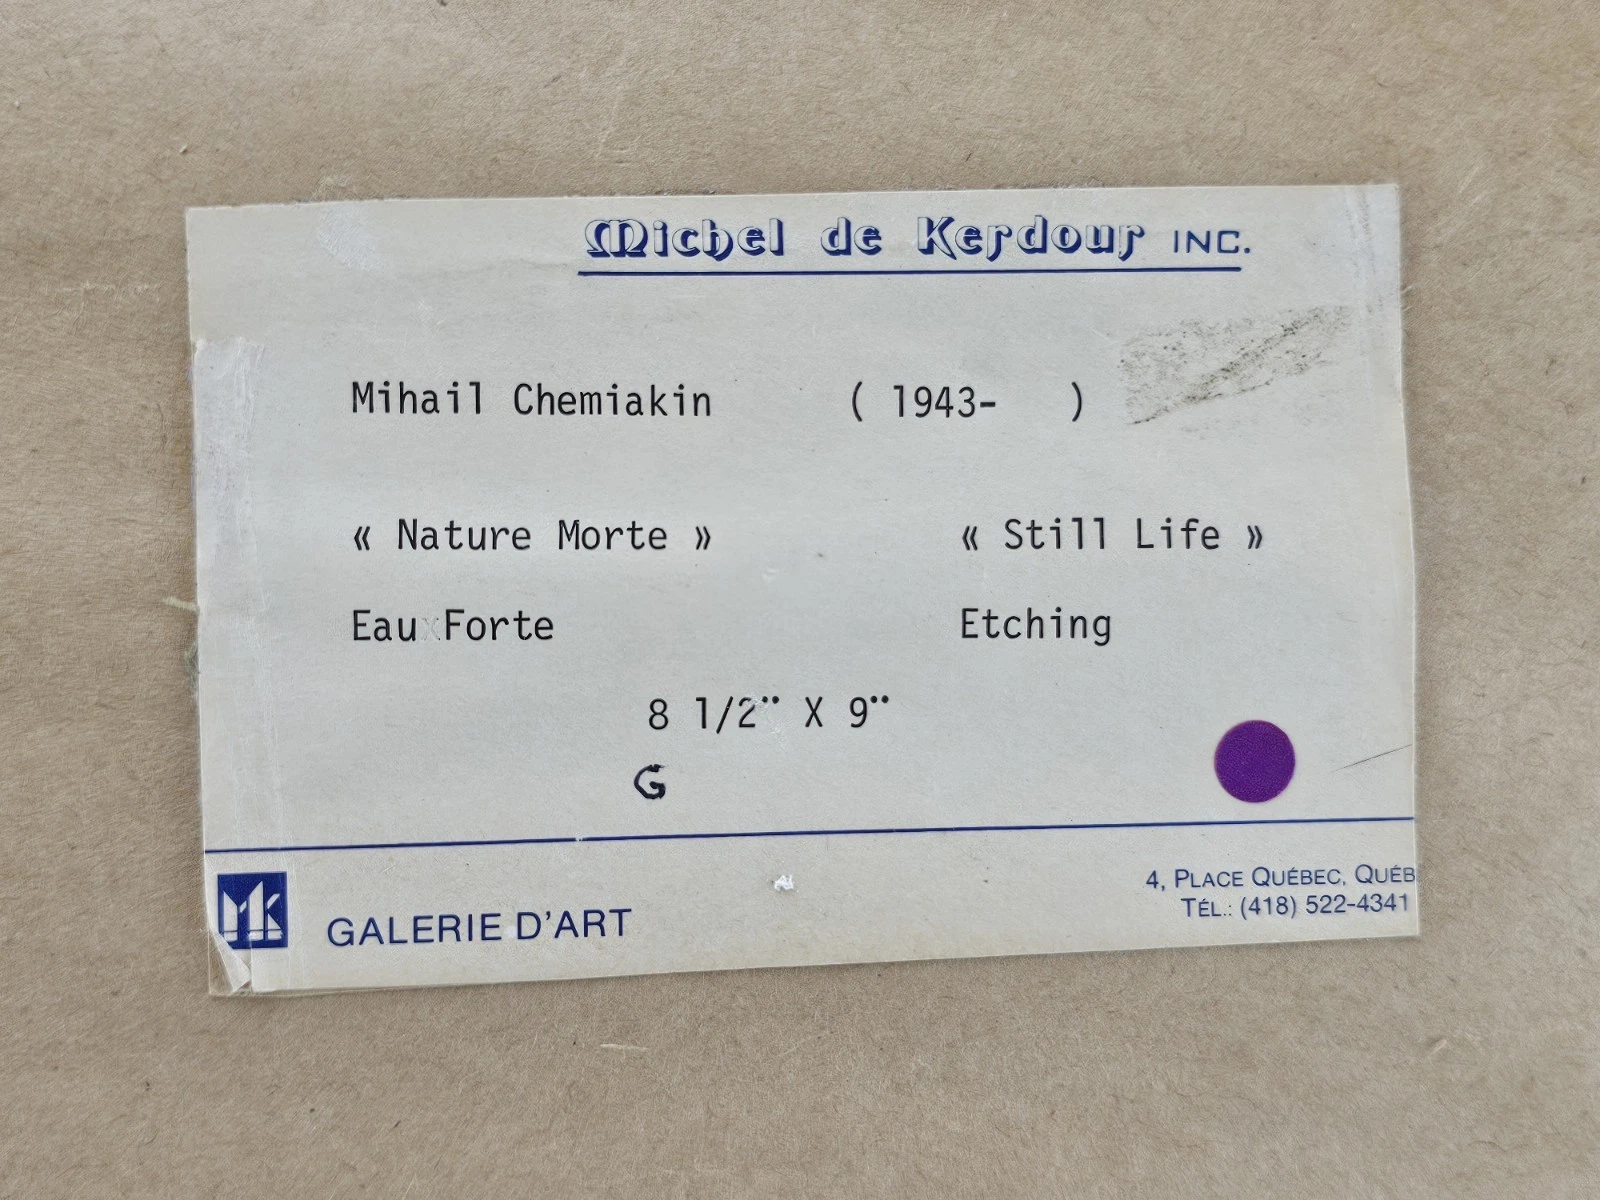 Michel de Kerdour INC.
Mihail Chemiakin ( 1943- )
« Nature Morte » « Still Life »
Eau Forte Etching
8 1/2" X 9"
G
MK GALERIE D'ART
4, PLACE QUÉBEC, QUÉB
TÉL.: (418) 522-4341